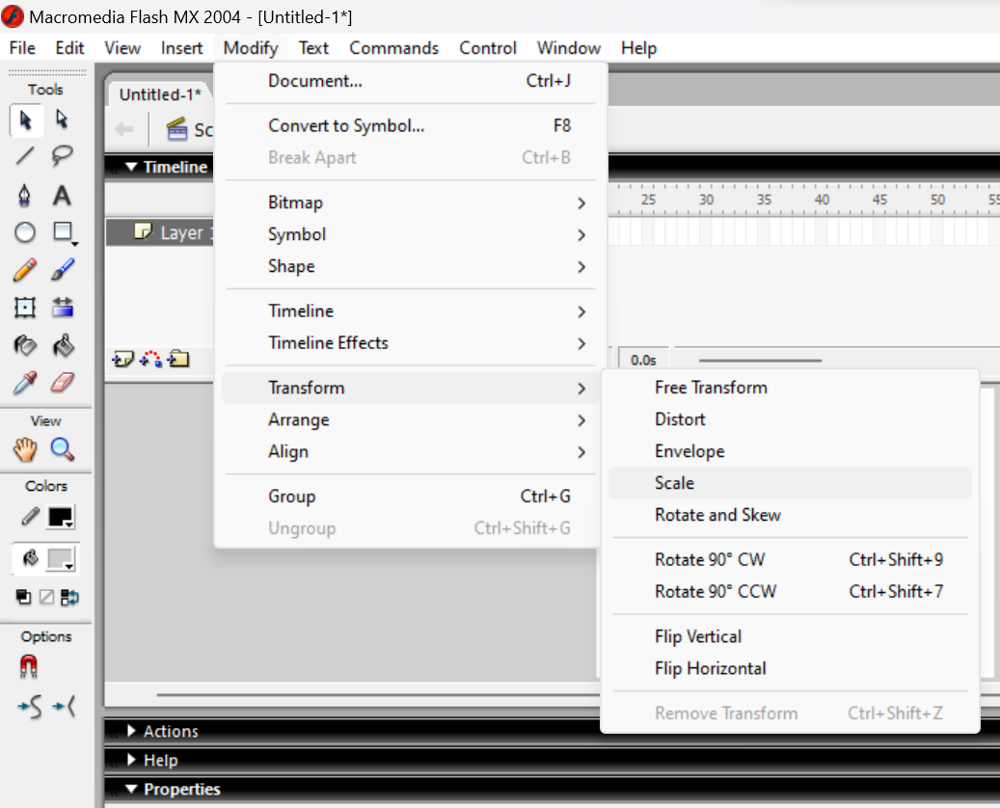 Macromedia Flash MX 2004 - [Untitled-1*]
File Edit View Insert Modify Text Commands Control Window Help
Tools
A
View
Colors
Options
Untitled-1*
Sc
Timeline
25 30 35 40 45 50 55
Layer 1
0.0s
Document... Ctrl+J
Convert to Symbol... F8
Break Apart Ctrl+B
Bitmap
Symbol
Shape
Timeline
Timeline Effects
Transform
Arrange
Align
Group Ctrl+G
Ungroup Ctrl+Shift+G
Free Transform
Distort
Envelope
Scale
Rotate and Skew
Rotate 90° CW Ctrl+Shift+9
Rotate 90° CCW Ctrl+Shift+7
Flip Vertical
Flip Horizontal
Remove Transform Ctrl+Shift+Z
Actions
Help
Properties